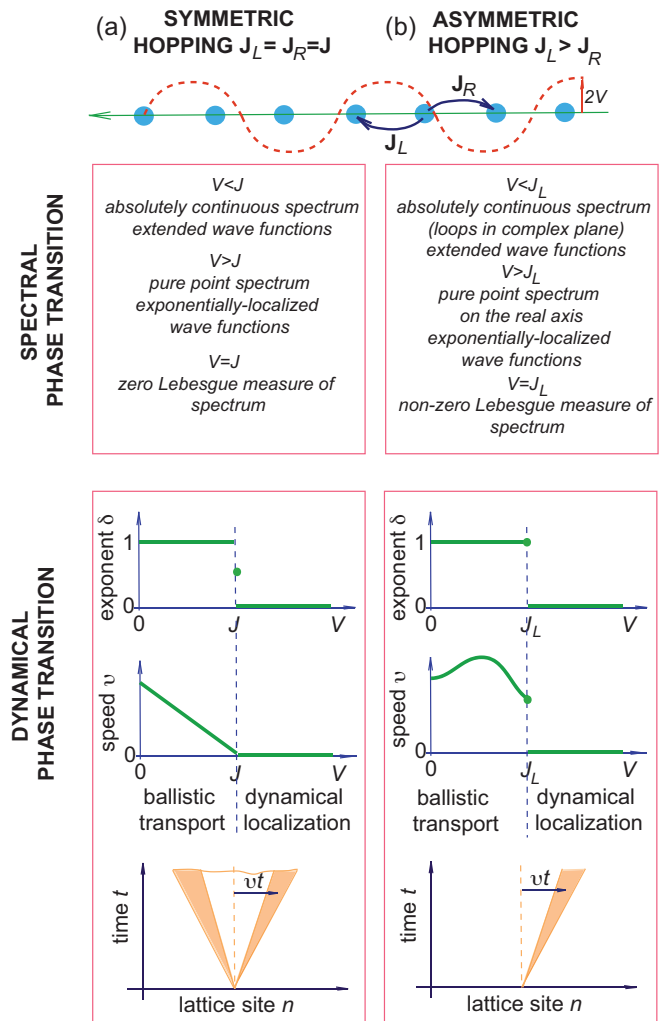 (a) SYMMETRIC
HOPPING J_L = J_R=J
(b) ASYMMETRIC
HOPPING J_L > J_R
J_R
J_L
2V
SPECTRAL
PHASE TRANSITION
V<J
absolutely continuous spectrum
extended wave functions
V>J
pure point spectrum
exponentially-localized
wave functions
V=J
zero Lebesgue measure of
spectrum
V<J_L
absolutely continuous spectrum
(loops in complex plane)
extended wave functions
V>J_L
pure point spectrum
on the real axis
exponentially-localized
wave functions
V=J_L
non-zero Lebesgue measure of
spectrum
DYNAMICAL
PHASE TRANSITION
exponent δ
1
0
0
J
V
speed υ
0
0
J
V
ballistic
transport
dynamical
localization
time t
υt
lattice site n
exponent δ
1
0
0
J_L
V
speed υ
0
0
J_L
V
ballistic
transport
dynamical
localization
time t
υt
lattice site n